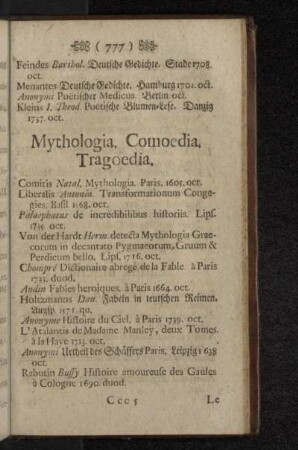 ( 777 )
Feindes Barthol. Deutsche Gedichte. Stade 1708.
oct.
Menantes Deutsche Gedichte. Hamburg 1702. oct.
Anonymi Poetischer Medicus. Berlin oct.
Kleins J. Theod. Poetische Blumen-Lese. Danzig
1737. oct.
Mythologia, Comoedia,
Tragoedia.
Comitis Natal. Mythologia. Paris. 1605. oct.
Liberalis Antonin. Transformationum Conge-
gies. Basil 1568. oct.
Palaephatus de incredibilibus historiis. Lips.
1735. oct.
Von der Hardt Herm. detecta Mythologia Grae-
corum in decantato Pygmaeorum, Gruum &
Perdicum bello. Lips. 1716. oct.
Chompré Dictionaire abregé de la Fable. à Paris
1733. duod.
Audin Fables heroiques. à Paris 1664. oct.
Holtzmanns Dan. Fabeln in teutschen Reimen.
Augsp. 1571. qu.
Anonyme Histoire du Ciel, à Paris 1739. oct.
L'Atalantis de Madame Manley, deux Tomes.
à la Haye 1713. oct.
Anonymi Urtheil des Schäffers Paris. Leipzig 1638
oct.
Rabutin Bussy Histoire amoureuse des Gaules
à Cologne 1690. duod.
Ccc 5
Le